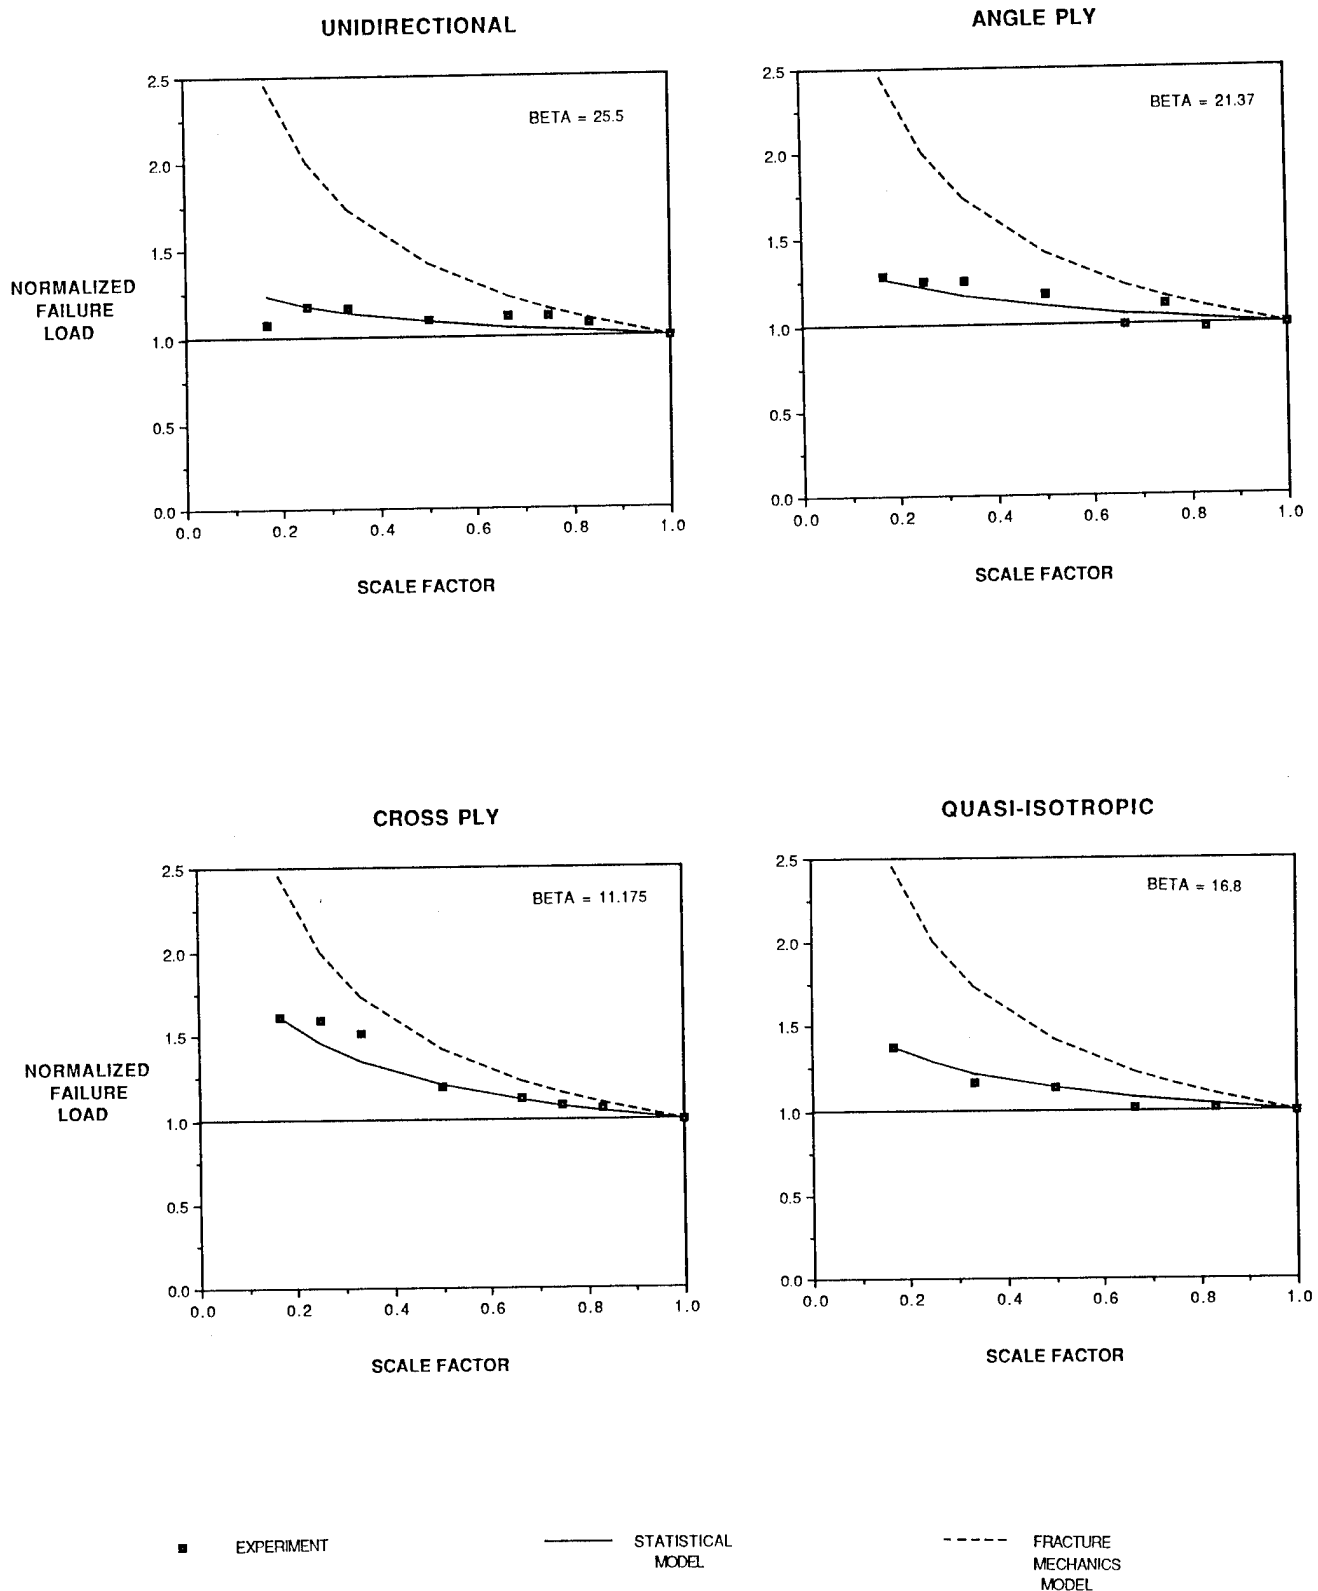 UNIDIRECTIONAL
BETA = 25.5
2.5
2.0
1.5
1.0
0.5
0.0
NORMALIZED
FAILURE
LOAD
0.0 0.2 0.4 0.6 0.8 1.0
SCALE FACTOR
ANGLE PLY
BETA = 21.37
2.5
2.0
1.5
1.0
0.5
0.0
0.0 0.2 0.4 0.6 0.8 1.0
SCALE FACTOR
CROSS PLY
BETA = 11.175
2.5
2.0
1.5
1.0
0.5
0.0
NORMALIZED
FAILURE
LOAD
0.0 0.2 0.4 0.6 0.8 1.0
SCALE FACTOR
QUASI-ISOTROPIC
BETA = 16.8
2.5
2.0
1.5
1.0
0.5
0.0
0.0 0.2 0.4 0.6 0.8 1.0
SCALE FACTOR
EXPERIMENT
STATISTICAL
MODEL
FRACTURE
MECHANICS
MODEL